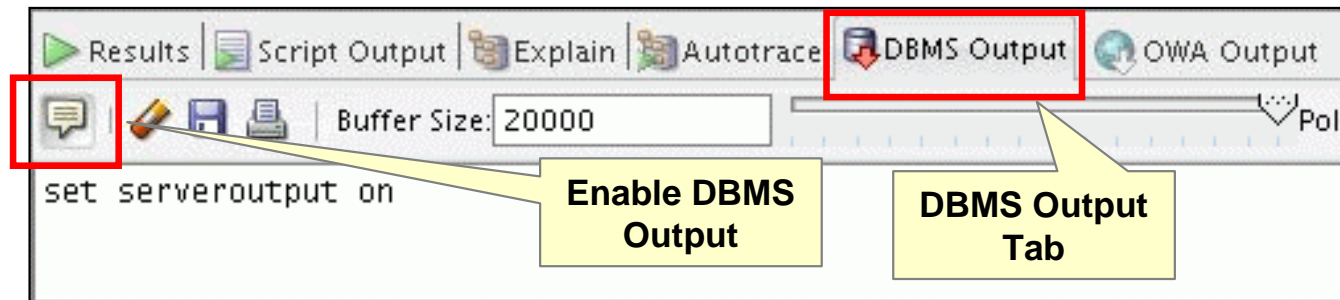 Results Script Output Explain Autotrace DBMS Output OWA Output
Buffer Size: 20000 Pol
set serveroutput on
Enable DBMS
Output
DBMS Output
Tab